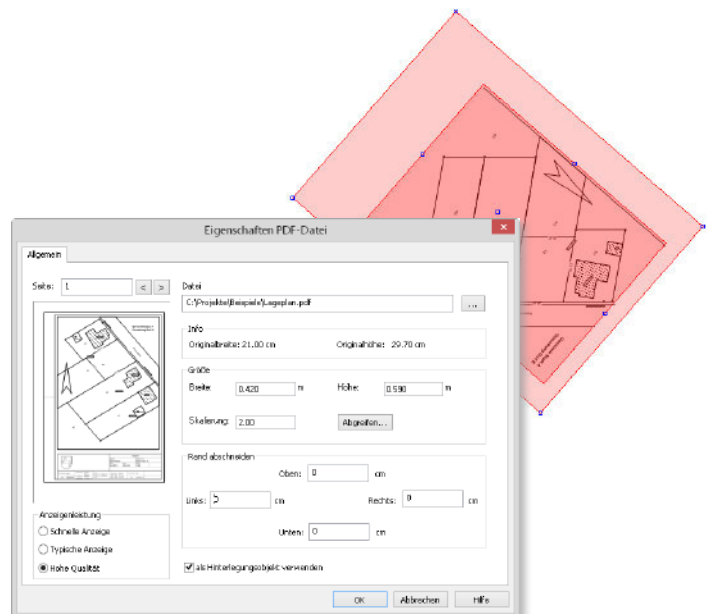 Eigenschaften PDF-Datei
Allgemein
Seite: 1 < >
Datei
C:\Projekte\Beispiele\Lageplan.pdf ...
Info
Originalbreite: 21.00 cm Originalhöhe: 29.70 cm
Größe
Breite: 0.420 m Höhe: 0.590 m
Skalierung: 2.00 Abgreifen...
Rand abschneiden
Oben: 0 cm
Links: cm Rechts: 0 cm
Unten: 0 cm
Anzeigenleistung
Schnelle Anzeige
Typische Anzeige
Hohe Qualität
als Hinterlegungsobjekt verwenden
OK Abbrechen Hilfe